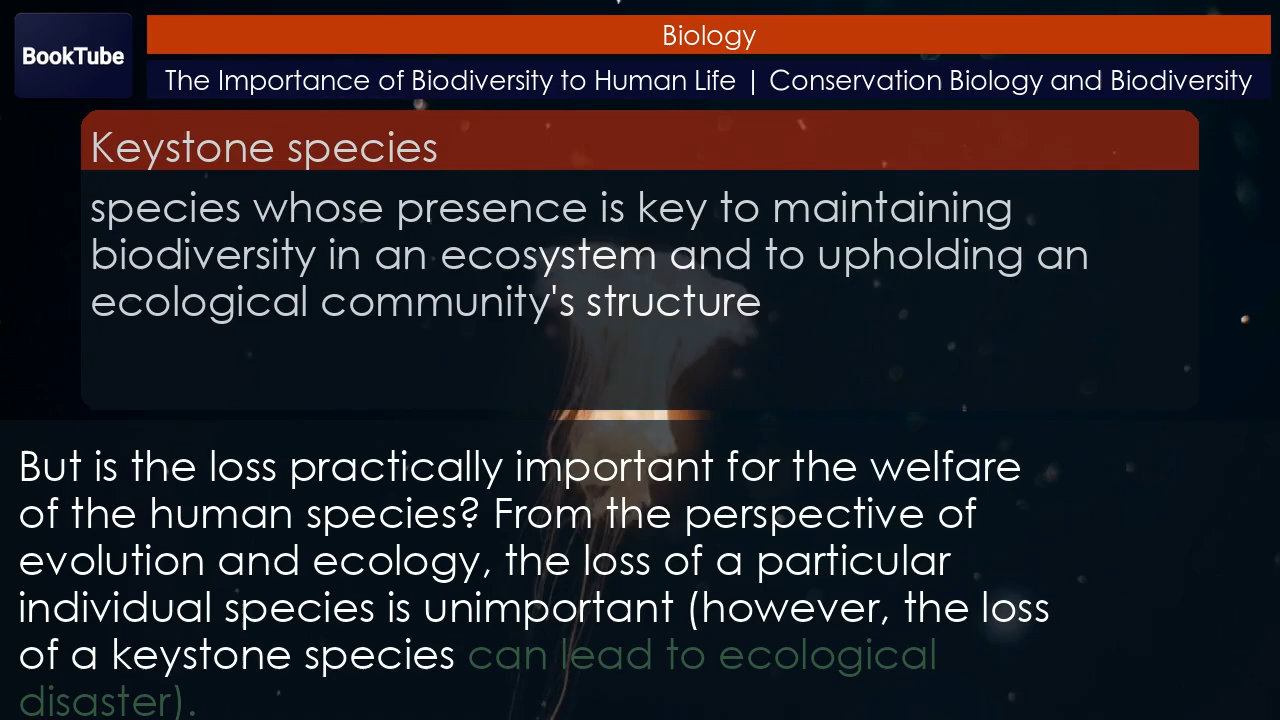 BookTube
Biology
The Importance of Biodiversity to Human Life | Conservation Biology and Biodiversity
Keystone species
species whose presence is key to maintaining
biodiversity in an ecosystem and to upholding an
ecological community's structure
But is the loss practically important for the welfare
of the human species? From the perspective of
evolution and ecology, the loss of a particular
individual species is unimportant (however, the loss
of a keystone species can lead to ecological
disaster).